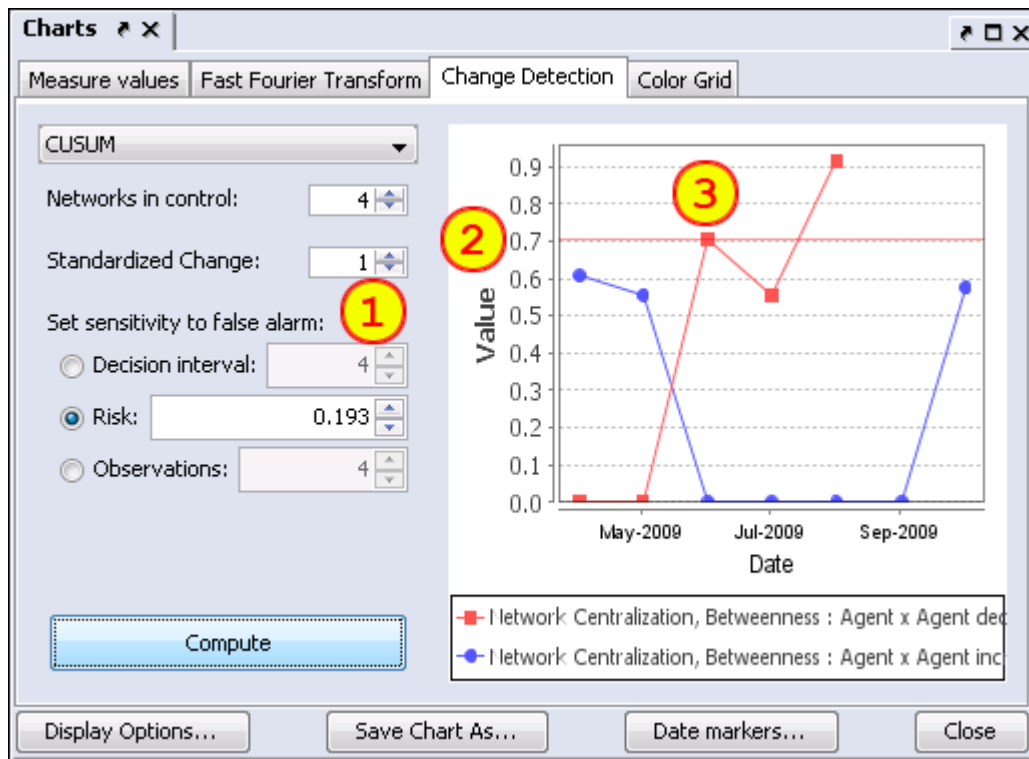 Charts
Measure values Fast Fourier Transform Change Detection Color Grid
CUSUM
Networks in control: 4
Standardized Change: 1
Set sensitivity to false alarm: 1
Decision interval: 4
Risk: 0.193
Observations: 4
Compute
2
3
Value
0.9
0.8
0.7
0.6
0.5
0.4
0.3
0.2
0.1
0.0
May-2009 Jul-2009 Sep-2009
Date
Network Centralization, Betweenness : Agent x Agent dec
Network Centralization, Betweenness : Agent x Agent inc
Display Options... Save Chart As... Date markers... Close